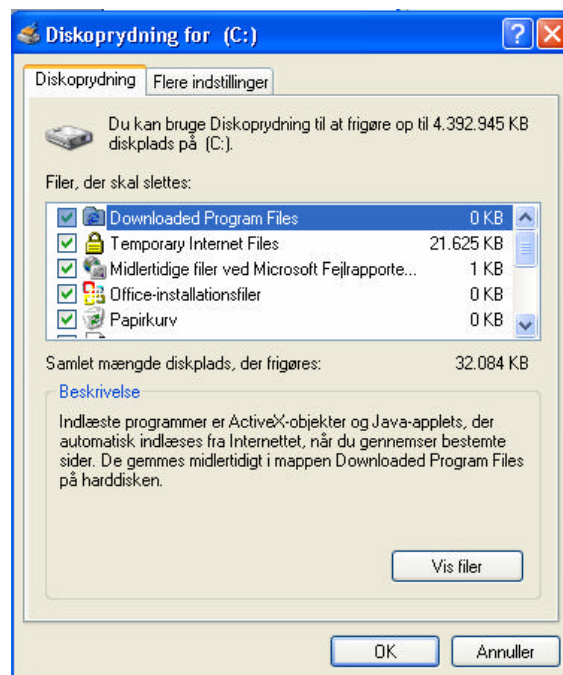 Diskoprydning for (C:)
Diskoprydning Flere indstillinger
Du kan bruge Diskoprydning til at frigøre op til 4.392.945 KB
diskplads på (C:).
Filer, der skal slettes:
Downloaded Program Files 0 KB
Temporary Internet Files 21.625 KB
Midlertidige filer ved Microsoft Fejlrapporte... 1 KB
Office-installationsfiler 0 KB
Papirkurv 0 KB
Samlet mængde diskplads, der frigøres: 32.084 KB
Beskrivelse
Indlæste programmer er ActiveX-objekter og Java-applets, der
automatisk indlæses fra Internettet, når du gennemser bestemte
sider. De gemmes midlertidigt i mappen Downloaded Program Files
på harddisken.
Vis filer
OK Annuller